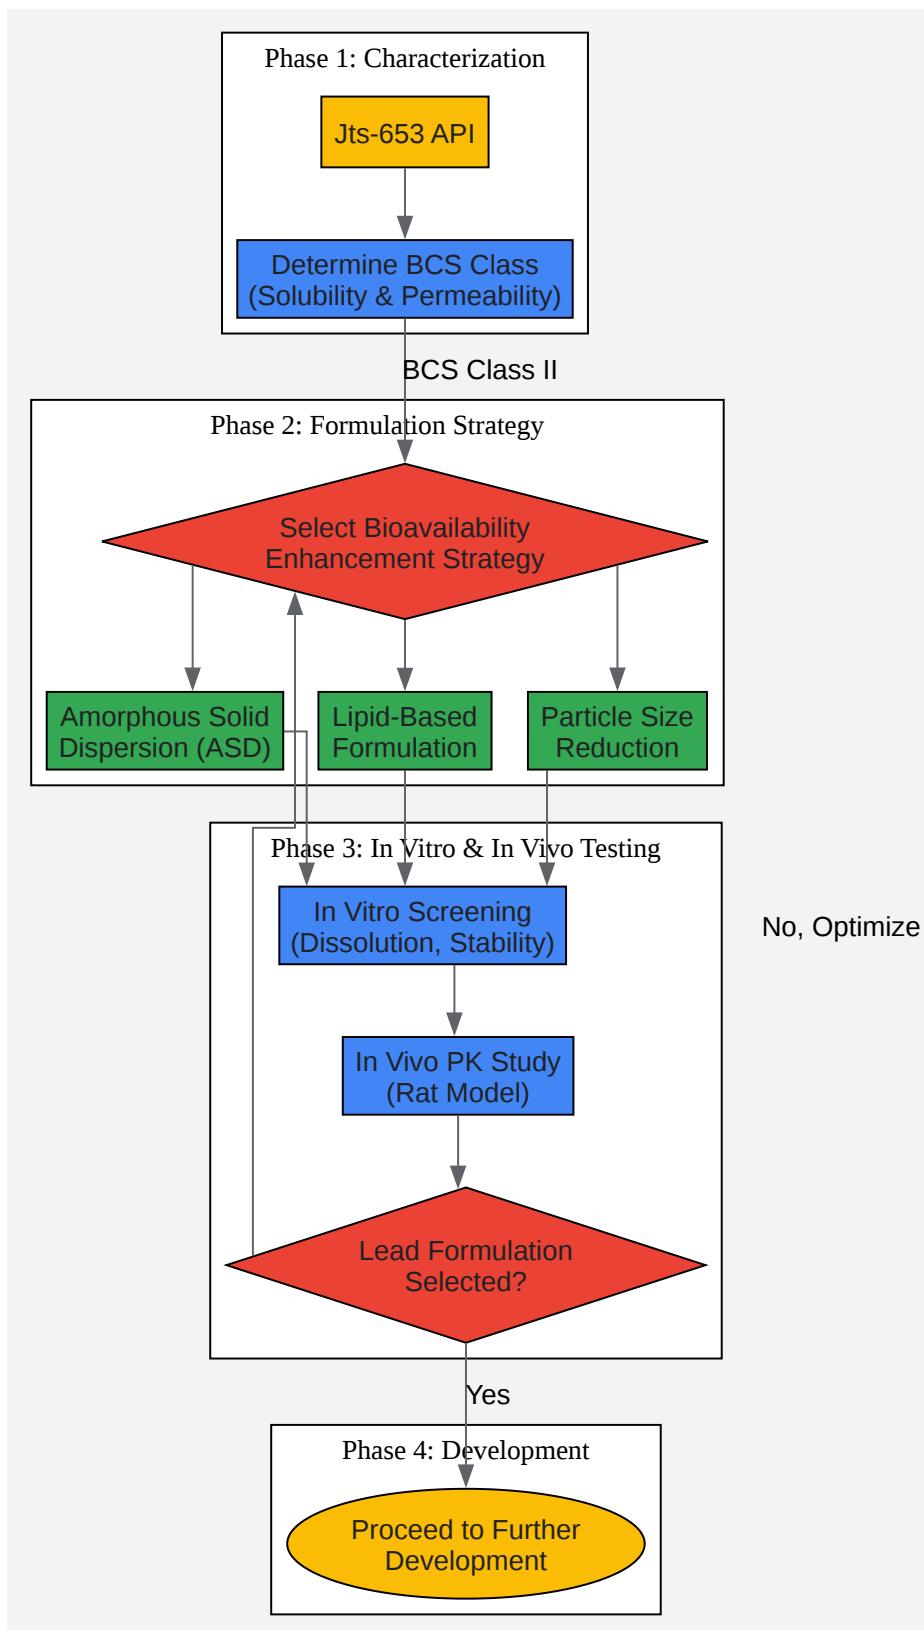 Phase 1: Characterization
Jts-653 API
Determine BCS Class
(Solubility & Permeability)
BCS Class II
Phase 2: Formulation Strategy
Select Bioavailability
Enhancement Strategy
Amorphous Solid
Dispersion (ASD)
Lipid-Based
Formulation
Particle Size
Reduction
Phase 3: In Vitro & In Vivo Testing
In Vitro Screening
(Dissolution, Stability)
No, Optimize
In Vivo PK Study
(Rat Model)
Lead Formulation
Selected?
Yes
Phase 4: Development
Proceed to Further
Development